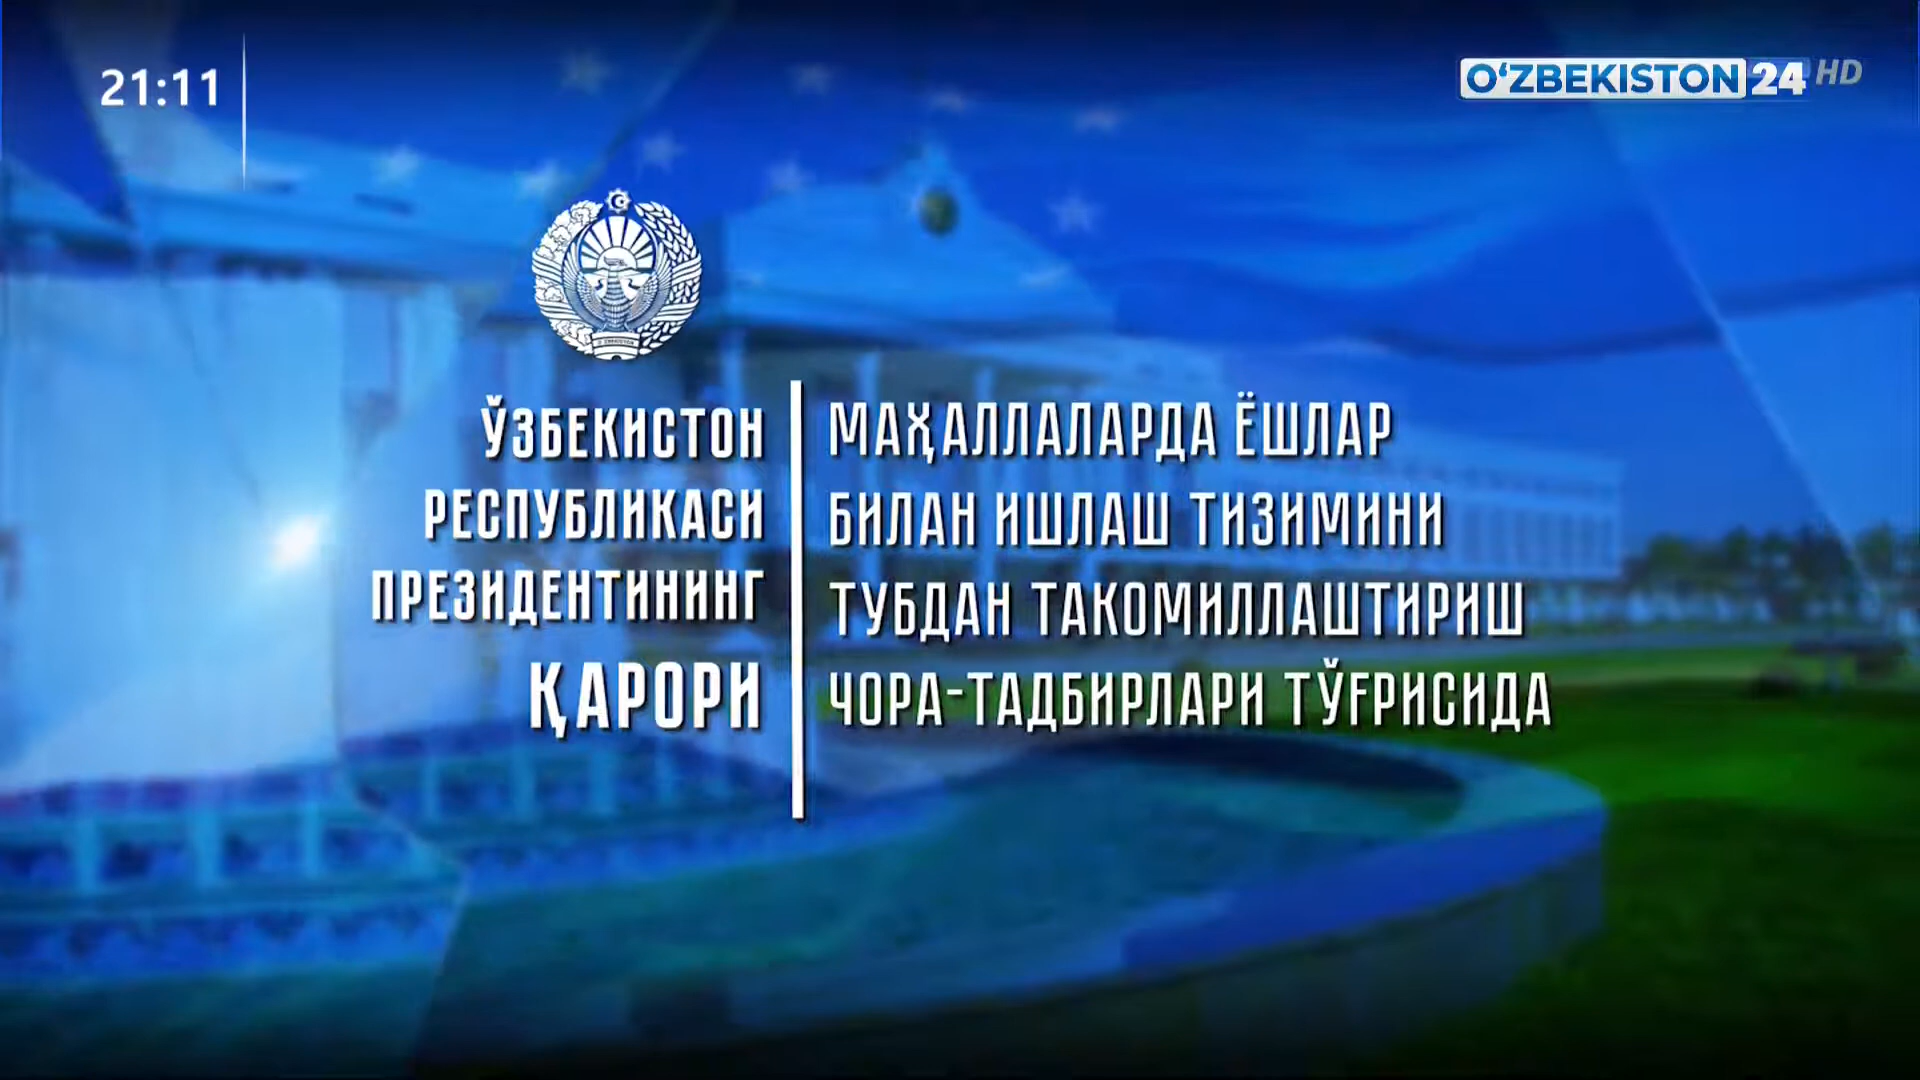 21:11
O‘ZBEKISTON 24 HD
ЎЗБЕКИСТОН
РЕСПУБЛИКАСИ
ПРЕЗИДЕНТИНИНГ
ҚАРОРИ
МАҲАЛЛАЛАРДА ЁШЛАР
БИЛАН ИШЛАШ ТИЗИМИНИ
ТУБДАН ТАКОМИЛЛАШТИРИШ
ЧОРА-ТАДБИРЛАРИ ТЎҒРИСИДА